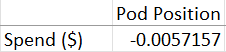 Pod Position
Spend ($) -0.0057157